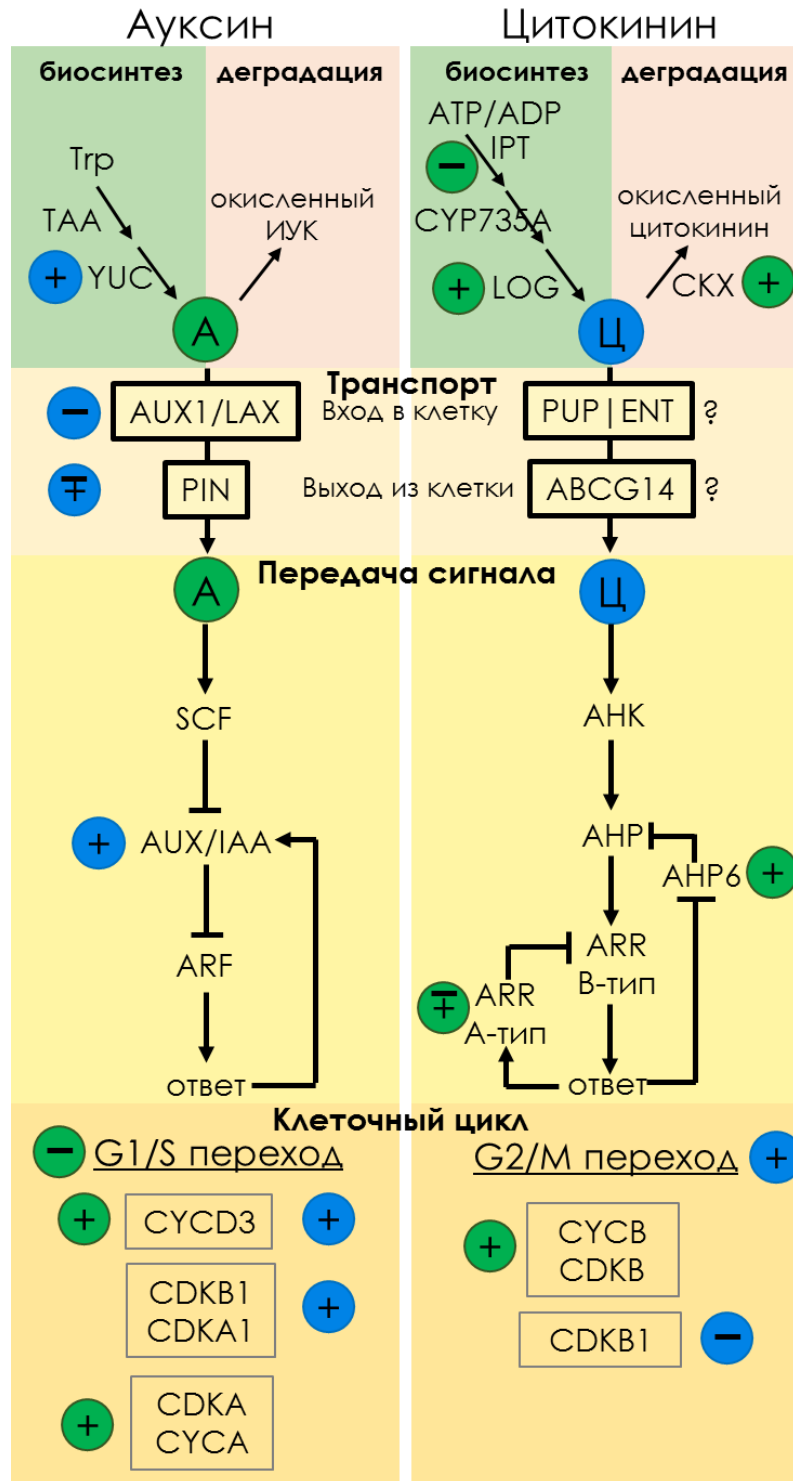 Ауксин
Цитокинин
биосинтез
деградация
биосинтез
деградация
Trp
TAA
+ YUC
окисленный
ИУК
А
ATP/ADP
− IPT
CYP735A
+ LOG
окисленный
цитокинин
CKX +
Ц
Транспорт
− AUX1/LAX
Вход в клетку
PUP|ENT ?
∓ PIN
Выход из клетки
ABCG14 ?
Передача сигнала
А
SCF
+ AUX/IAA
ARF
ответ
Ц
AHK
AHP
AHP6 +
ARR
В-тип
∓ ARR
А-тип
ответ
Клеточный цикл
− G1/S переход
+ CYCD3 +
CDKB1
CDKA1
+
+ CDKA
CYCA
G2/M переход +
+ CYCB
CDKB
CDKB1 −